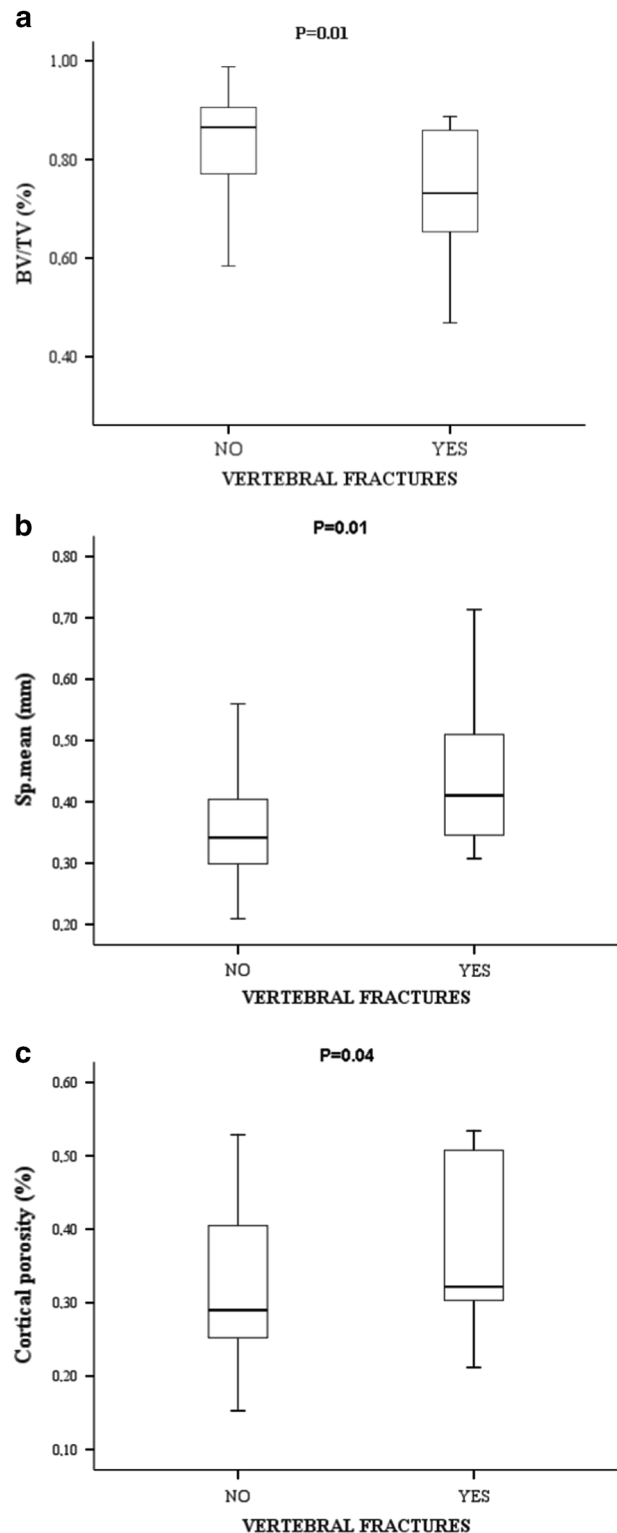 a
P=0.01
1.00
0.80
0.60
0.40
BV/TV (%)
NO YES
VERTEBRAL FRACTURES
b
P=0.01
0.80
0.70
0.60
0.50
0.40
0.30
0.20
Sp.mean (mm)
NO YES
VERTEBRAL FRACTURES
c
P=0.04
0.60
0.50
0.40
0.30
0.20
0.10
Cortical porosity (%)
NO YES
VERTEBRAL FRACTURES